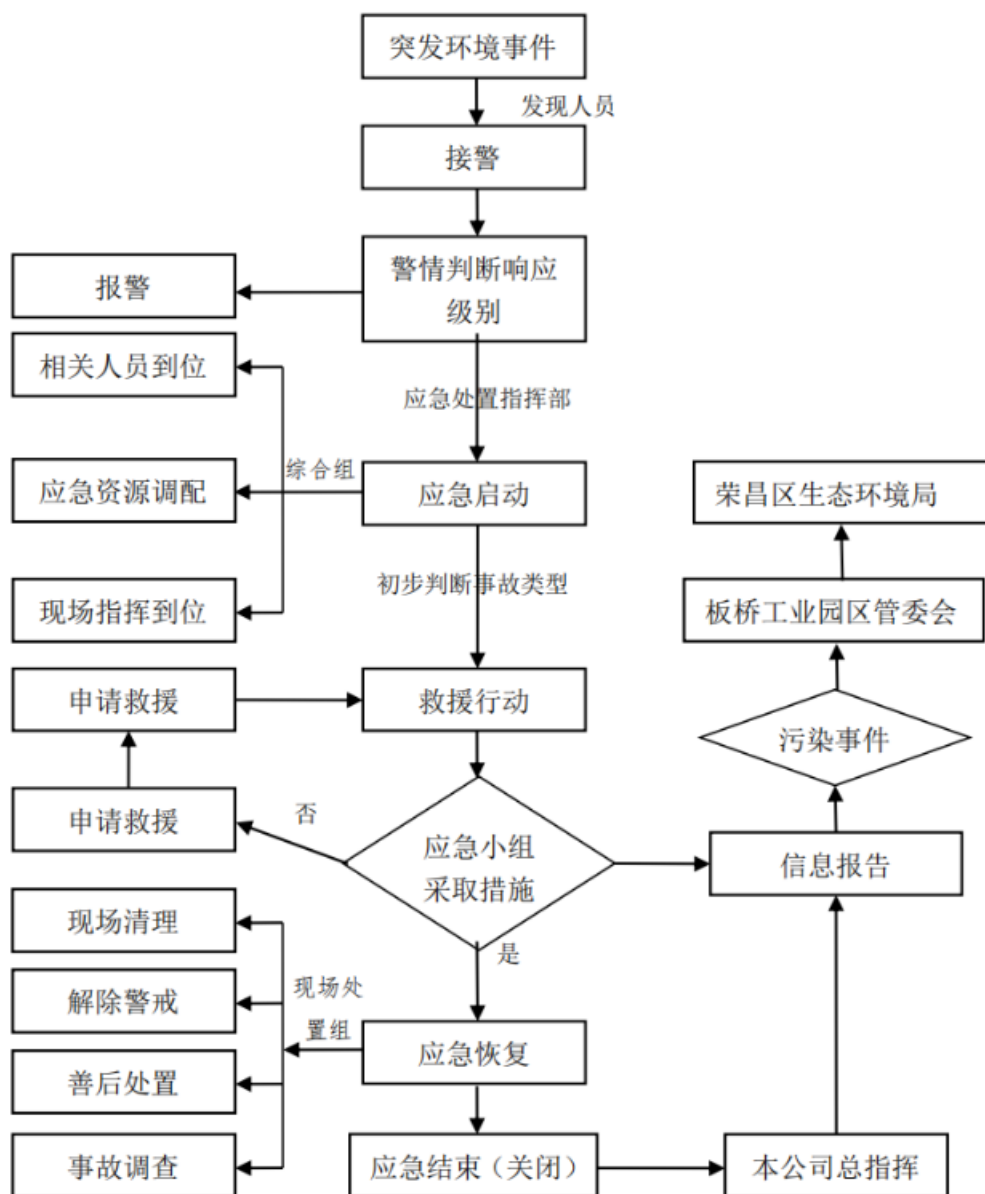 突发环境事件
发现人员
接警
警情判断响应
级别
报警
相关人员到位
应急处置指挥部
综合组
应急资源调配
应急启动
荣昌区生态环境局
初步判断事故类型
现场指挥到位
板桥工业园区管委会
申请救援
救援行动
污染事件
申请救援
否
应急小组
采取措施
信息报告
现场清理
是
解除警戒
现场处
置组
应急恢复
善后处置
事故调查
应急结束（关闭）
本公司总指挥